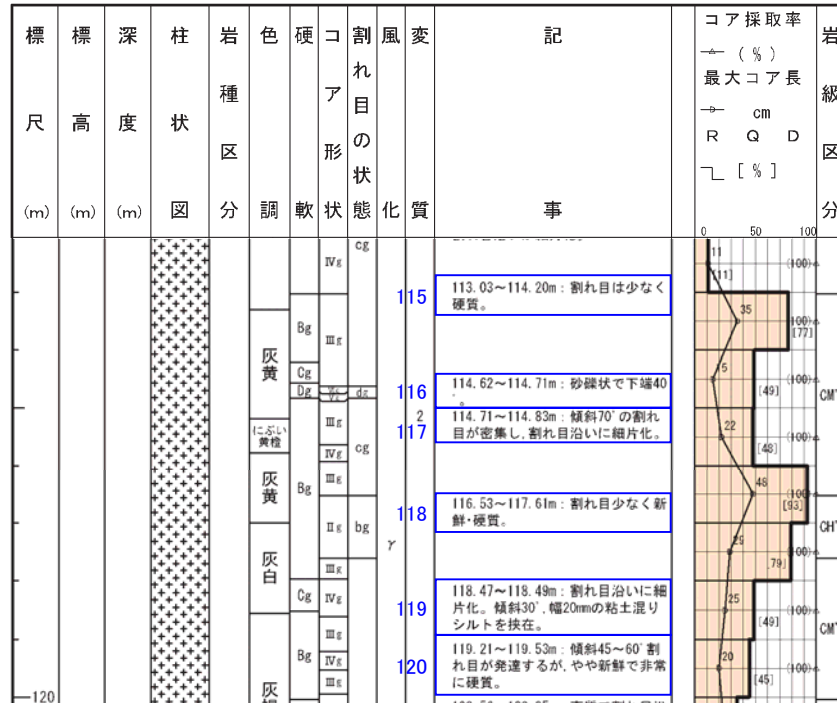 標尺(m)
標高(m)
深度(m)
柱状図
岩種区分
色調
硬軟
コア形状
割れ目の状態
風化
変質
記事
コア採取率
(%)
最大コア長
cm
R Q D
[%]
岩級区分
0 50 100
cg
Ⅳg
11
(100)
[11]
115
113.03~114.20m:割れ目は少なく
硬質。
35
(100)
[77]
Bg
Ⅲg
灰黄
Cg
Dg
dg
116
114.62~114.71m:砂礫状で下端40
゜。
(100)
[49]
CM
2
117
114.71~114.83m:傾斜70゜の割れ
目が密集し、割れ目沿いに細片化。
22
(100)
[48]
にぶい
黄橙
Ⅲg
Ⅳg
cg
灰黄
Bg
Ⅲg
48
(100)
[93]
118
116.53~117.61m:割れ目少なく新
鮮・硬質。
Ⅱg
bg
γ
CH
29
(100)
[79]
灰白
Ⅲg
Cg
Ⅳg
119
118.47~118.49m:割れ目沿いに細
片化。傾斜30゜、幅20mmの粘土混り
シルトを挟在。
25
(100)
[49]
CM
Ⅲg
Bg
Ⅳg
Ⅲg
120
119.21~119.53m:傾斜45~60゜割
れ目が発達するが、やや新鮮で非常
に硬質。
20
(100)
[45]
120
灰